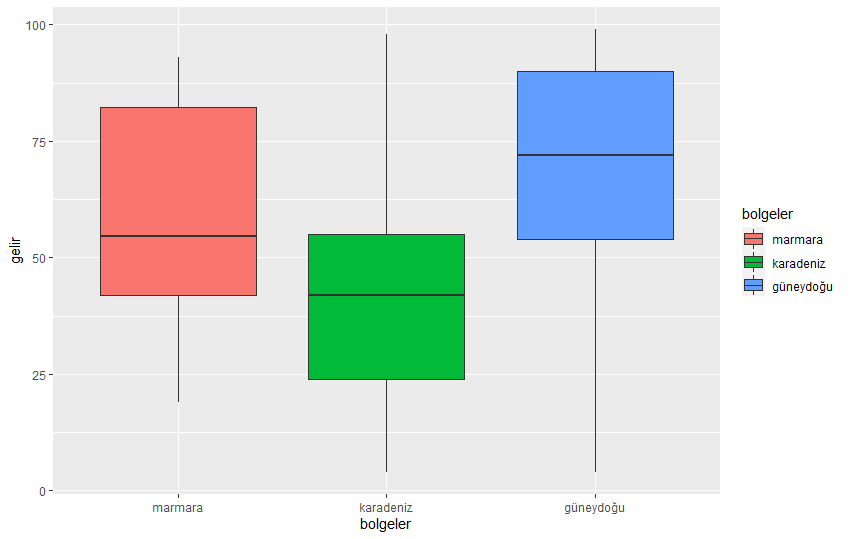 100
75
50
25
0
gelir
marmara
karadeniz
güneydoğu
bolgeler
bolgeler
marmara
karadeniz
güneydoğu